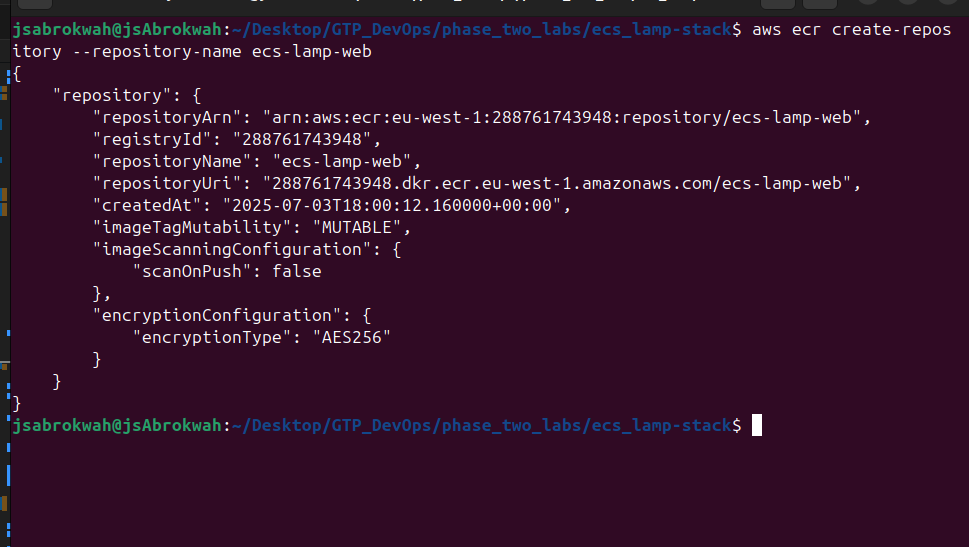 jsabrokwah@jsAbrokwah:~/Desktop/GTP_DevOps/phase_two_labs/ecs_lamp-stack$ aws ecr create-repos
itory --repository-name ecs-lamp-web
{
    "repository": {
        "repositoryArn": "arn:aws:ecr:eu-west-1:288761743948:repository/ecs-lamp-web",
        "registryId": "288761743948",
        "repositoryName": "ecs-lamp-web",
        "repositoryUri": "288761743948.dkr.ecr.eu-west-1.amazonaws.com/ecs-lamp-web",
        "createdAt": "2025-07-03T18:00:12.160000+00:00",
        "imageTagMutability": "MUTABLE",
        "imageScanningConfiguration": {
            "scanOnPush": false
        },
        "encryptionConfiguration": {
            "encryptionType": "AES256"
        }
    }
}
jsabrokwah@jsAbrokwah:~/Desktop/GTP_DevOps/phase_two_labs/ecs_lamp-stack$